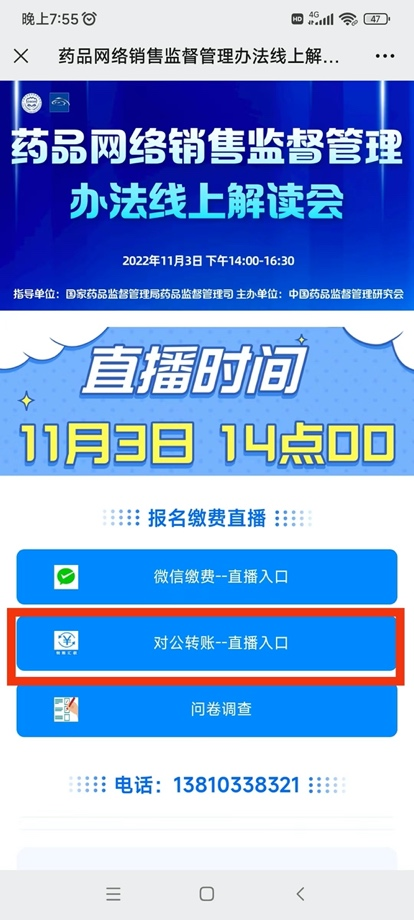 晚上7:55
HD 4G 47
药品网络销售监督管理办法线上解...
药品网络销售监督管理
办法线上解读会
2022年11月3日 下午14:00-16:30
指导单位：国家药品监督管理局药品监督管理司 主办单位：中国药品监督管理研究会
直播时间
11月3日 14点00
报名缴费直播
微信缴费--直播入口
对公转账--直播入口
问卷调查
电话：13810338321